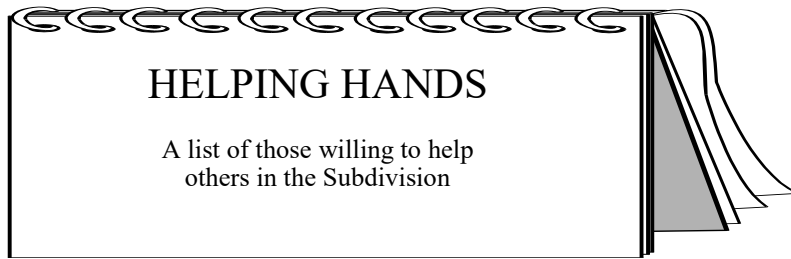 HELPING HANDS
A list of those willing to help
others in the Subdivision